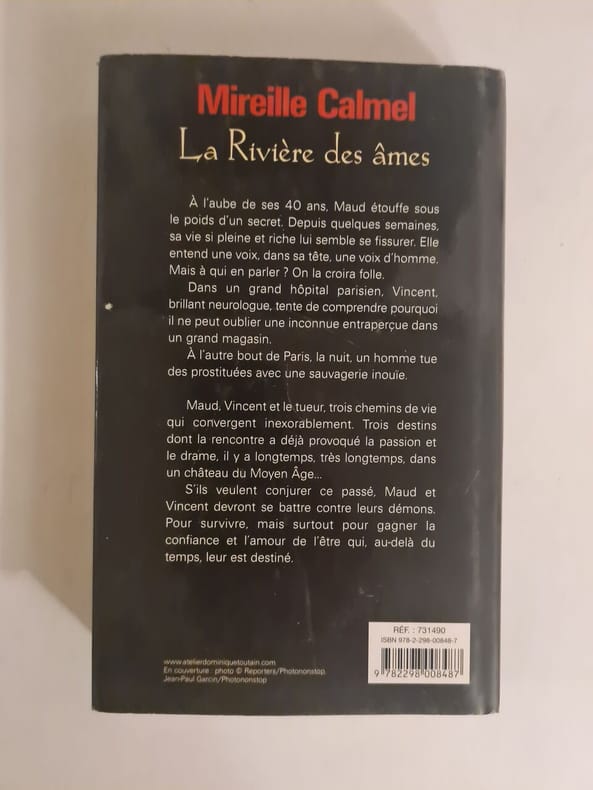 Mireille Calmel
La Rivière des âmes
À l'aube de ses 40 ans, Maud étouffe sous
le poids d'un secret. Depuis quelques semaines,
sa vie si pleine et riche lui semble se fissurer. Elle
entend une voix, dans sa tête, une voix d'homme.
Mais à qui en parler ? On la croira folle.
Dans un grand hôpital parisien, Vincent,
brillant neurologue, tente de comprendre pourquoi
il ne peut oublier une inconnue entraperçue dans
un grand magasin.
À l'autre bout de Paris, la nuit, un homme tue
des prostituées avec une sauvagerie inouïe.
Maud, Vincent et le tueur, trois chemins de vie
qui convergent inexorablement. Trois destins
dont la rencontre a déjà provoqué la passion et
le drame, il y a longtemps, très longtemps, dans
un château du Moyen Âge...
S'ils veulent conjurer ce passé, Maud et
Vincent devront se battre contre leurs démons.
Pour survivre, mais surtout pour gagner la
confiance et l'amour de l'être qui, au-delà du
temps, leur est destiné.
RÉF. : 731490
ISBN 978-2-298-00848-7
9 782298 008487
www.atelierdominiquetoutain.com
En couverture : photo © Reporters/Photononstop,
Jean-Paul Garcin/Photononstop